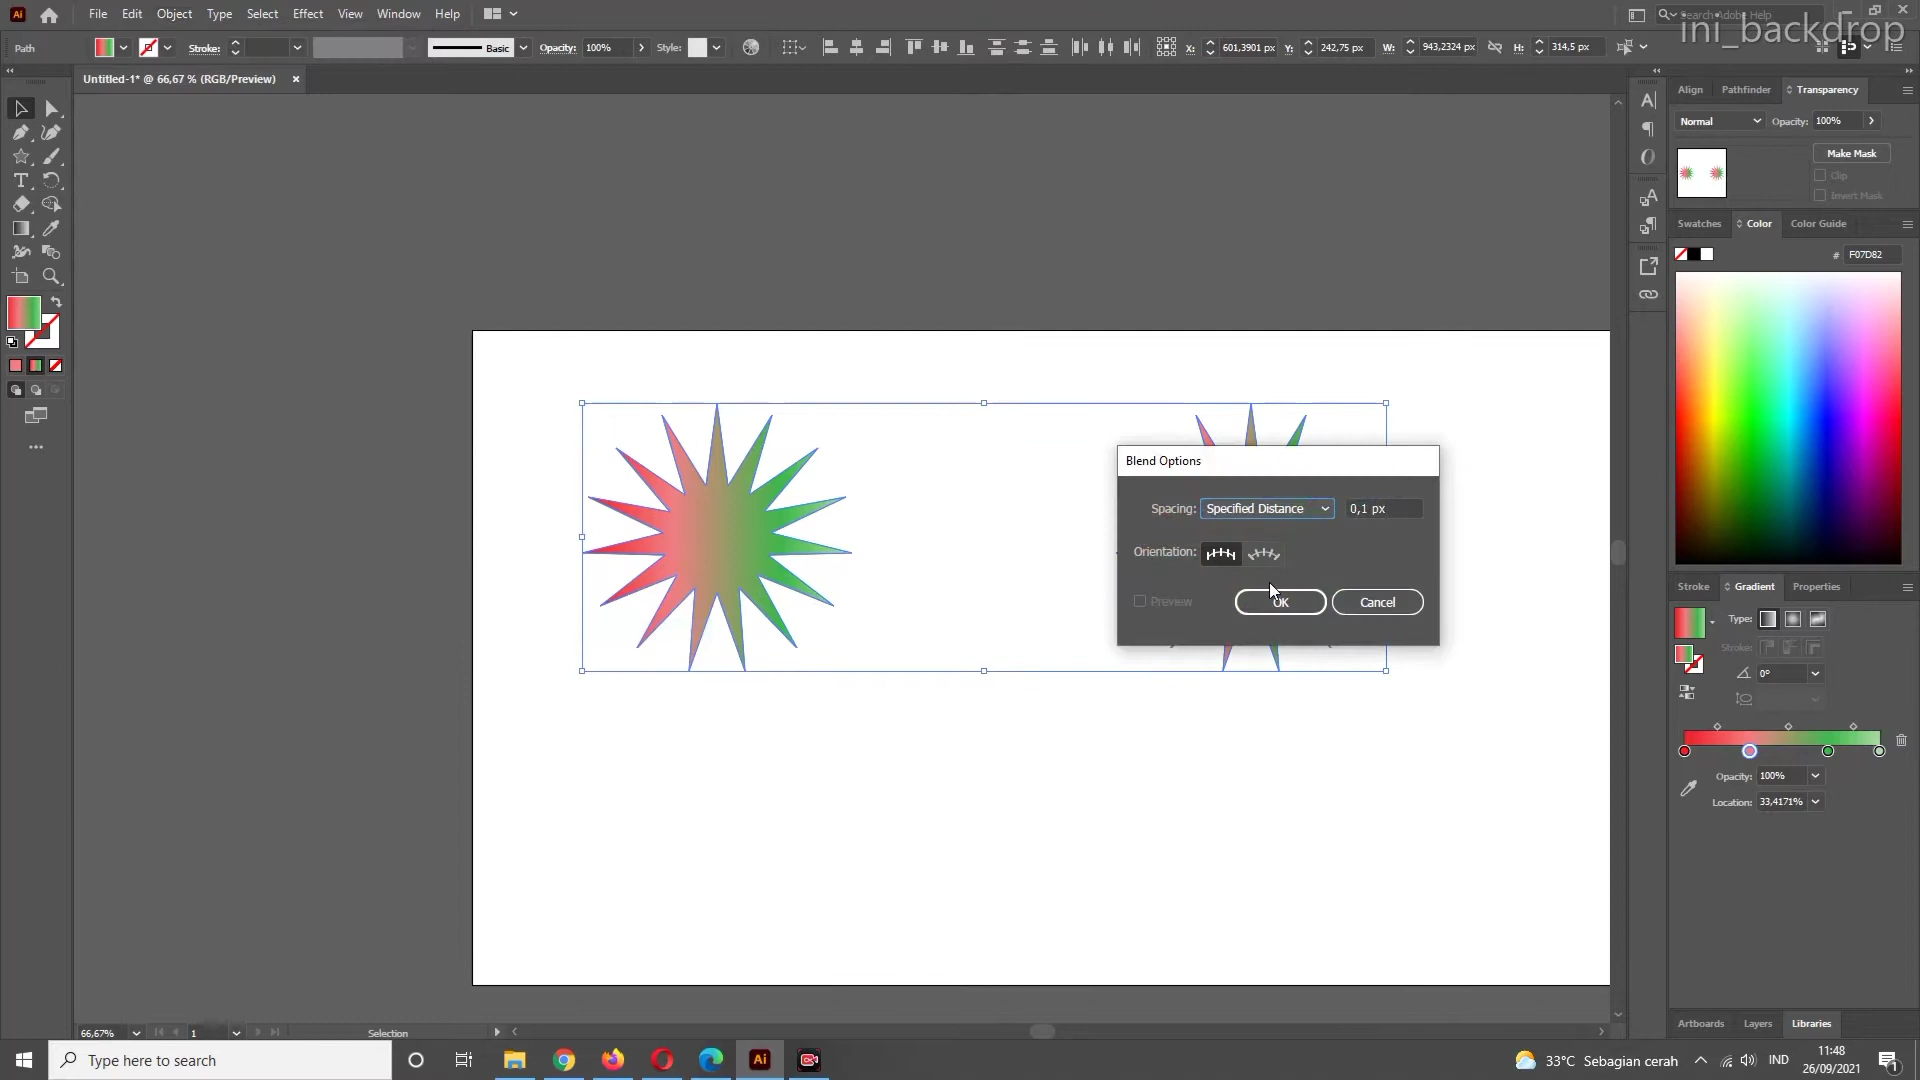 Ai File Edit Object Type Select Effect View Window Help Search Adobe Help
ini_backdrop
Path Stroke: Basic Opacity: 100% Style: X: 601,3901 px Y: 242,75 px W: 943,2324 px H: 314,5 px
Untitled-1* @ 66,67 % (RGB/Preview) ×
Align Pathfinder Transparency
Normal Opacity: 100%
Make Mask
Clip
Invert Mask
Swatches Color Color Guide
# F07D82
Blend Options
Spacing: Specified Distance 0,1 px
Orientation:
Preview OK Cancel
Stroke Gradient Properties
Type:
Stroke:
0°
Opacity: 100%
Location: 33,4171%
66,67% 1 Selection
Artboards Layers Libraries
Type here to search
Ai
33°C Sebagian cerah IND
11:48
26/09/2021
1